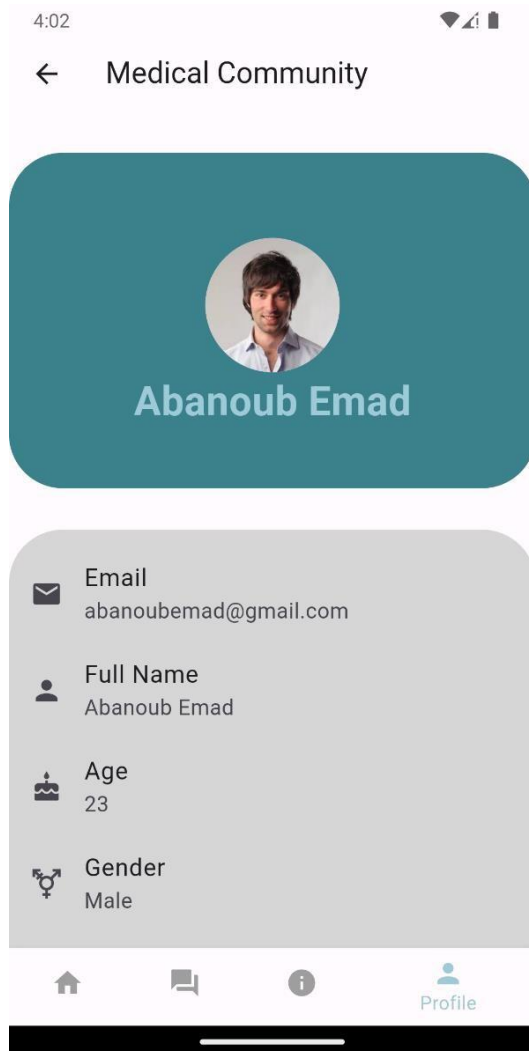 4:02
Medical Community
Abanoub Emad
Email
abanoubemad@gmail.com
Full Name
Abanoub Emad
Age
23
Gender
Male
Profile